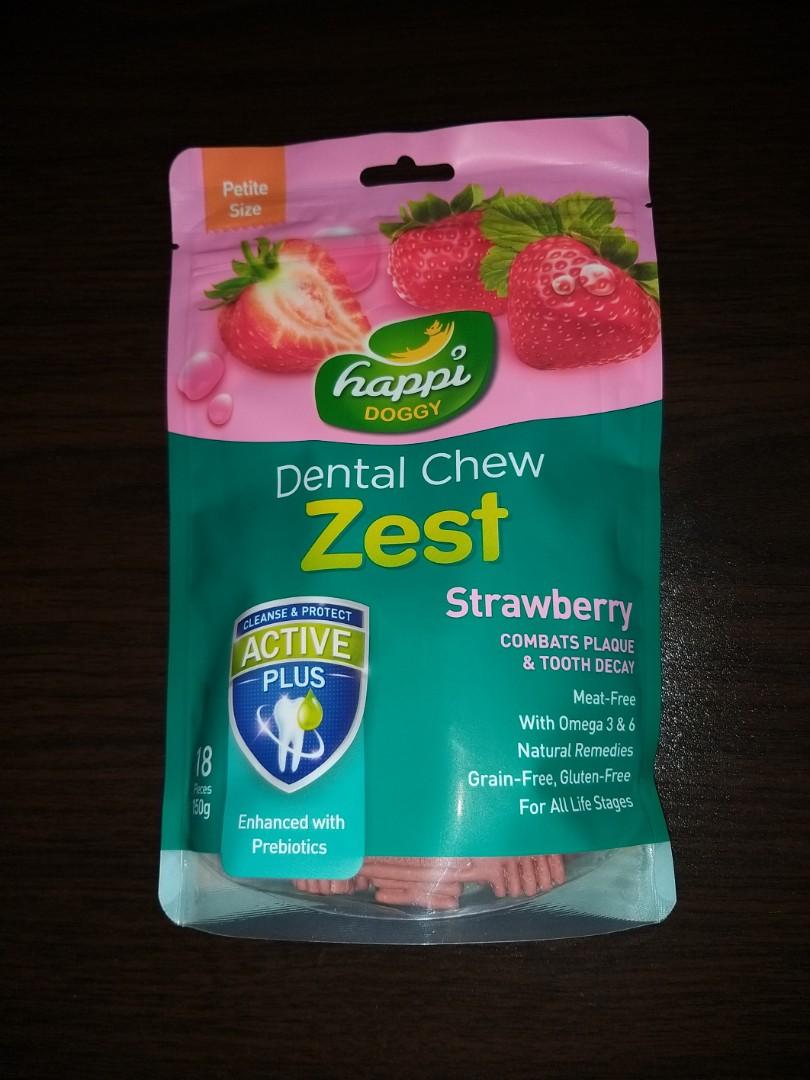 Petite
Size
happi
DOGGY
Dental Chew
Zest
Strawberry
COMBATS PLAQUE
& TOOTH DECAY
CLEANSE & PROTECT
ACTIVE
PLUS
Meat-Free
With Omega 3 & 6
Natural Remedies
Grain-Free, Gluten-Free
For All Life Stages
18
Pieces
150g
Enhanced with
Prebiotics